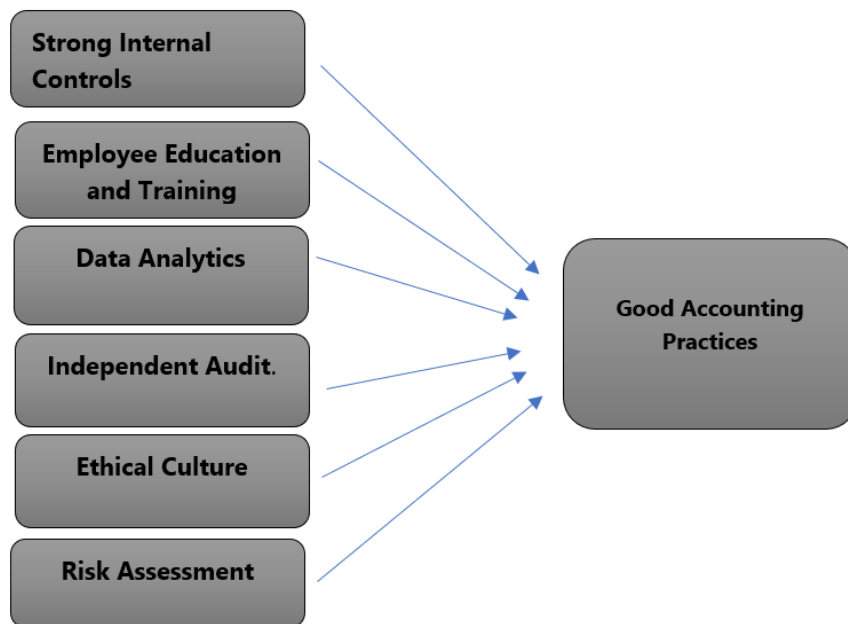 Strong Internal
Controls
Employee Education
and Training
Data Analytics
Independent Audit.
Ethical Culture
Risk Assessment
Good Accounting
Practices